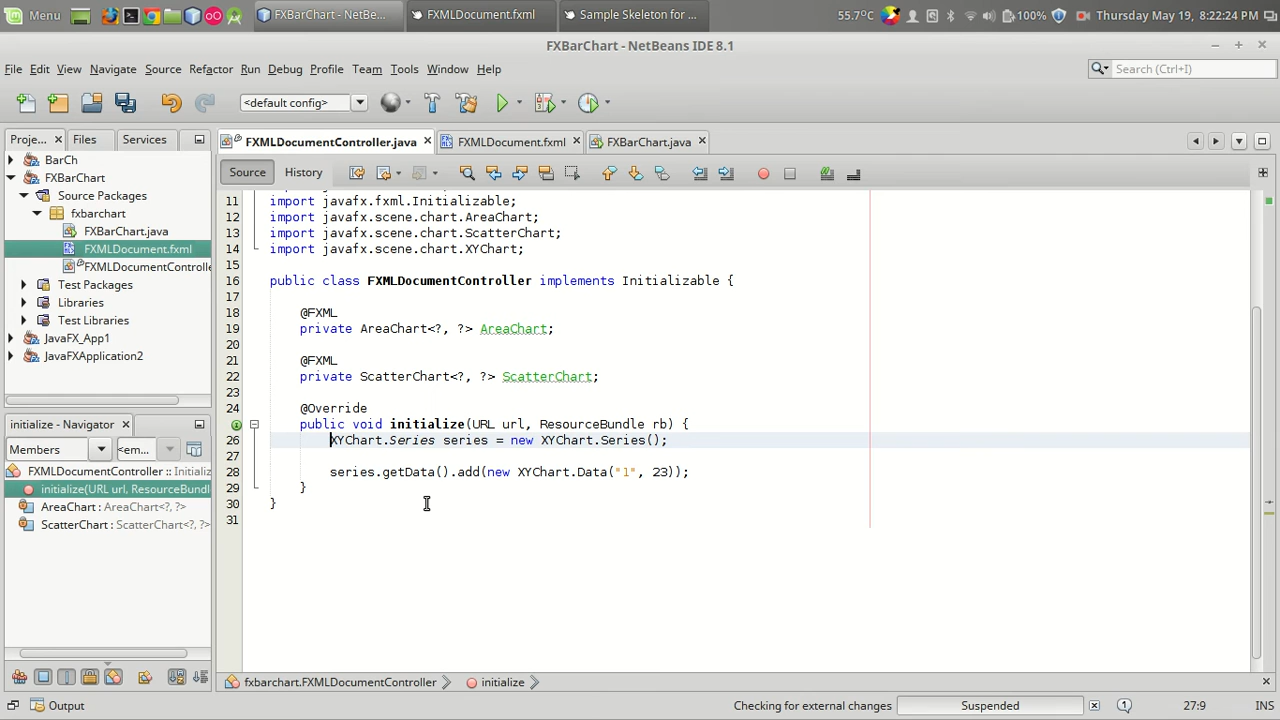 Menu
FXBarChart - NetBe...
FXMLDocument.fxml
Sample Skeleton for ...
55.7°C
100%
Thursday May 19, 8:22:24 PM
FXBarChart - NetBeans IDE 8.1
File Edit View Navigate Source Refactor Run Debug Profile Team Tools Window Help
Search (Ctrl+I)
<default config>
Proje... Files Services
FXMLDocumentController.java
FXMLDocument.fxml
FXBarChart.java
Source History
BarCh
FXBarChart
Source Packages
fxbarchart
FXBarChart.java
FXMLDocument.fxml
FXMLDocumentControlle
Test Packages
Libraries
Test Libraries
JavaFX_App1
JavaFXApplication2
initialize - Navigator
Members
<em...
FXMLDocumentController ::
initialize(URL url, ResourceBundl
AreaChart : AreaChart<?, ?>
ScatterChart : ScatterChart<?, ?>
11 import javafx.fxml.Initializable;
12 import javafx.scene.chart.AreaChart;
13 import javafx.scene.chart.ScatterChart;
14 import javafx.scene.chart.XYChart;
15
16 public class FXMLDocumentController implements Initializable {
17
18 @FXML
19 private AreaChart<?, ?> AreaChart;
20
21 @FXML
22 private ScatterChart<?, ?> ScatterChart;
23
24 @Override
25 public void initialize(URL url, ResourceBundle rb) {
26 XYChart.Series series = new XYChart.Series();
27
28 series.getData().add(new XYChart.Data("1", 23));
29 }
30 }
31
fxbarchart.FXMLDocumentController
initialize
Output
Checking for external changes
Suspended
27:9
INS